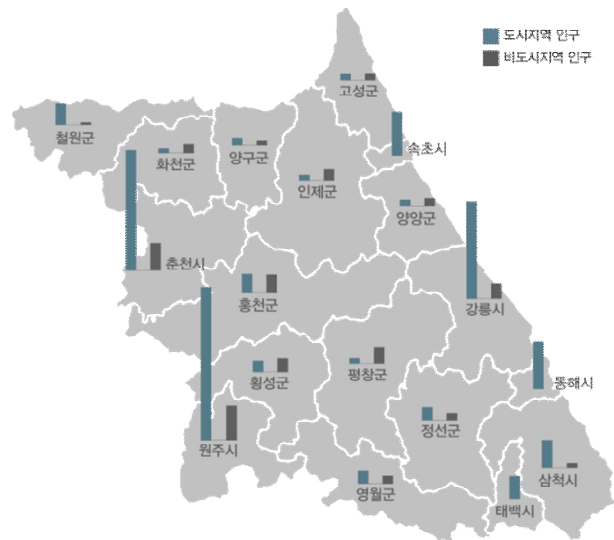 도시지역 인구
비도시지역 인구
고성군
철원군
화천군
양구군
속초시
인제군
양양군
춘천시
홍천군
강릉시
횡성군
평창군
동해시
정선군
원주시
삼척시
영월군
태백시